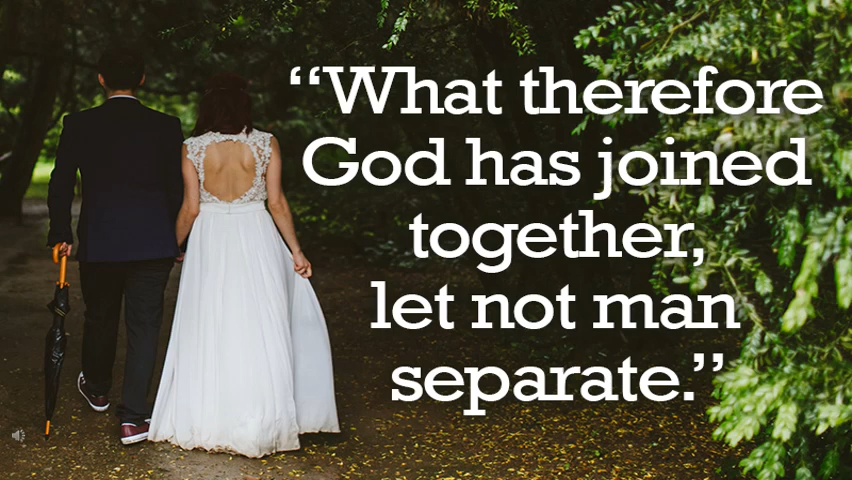 “What therefore
God has joined
together,
let not man
separate.”